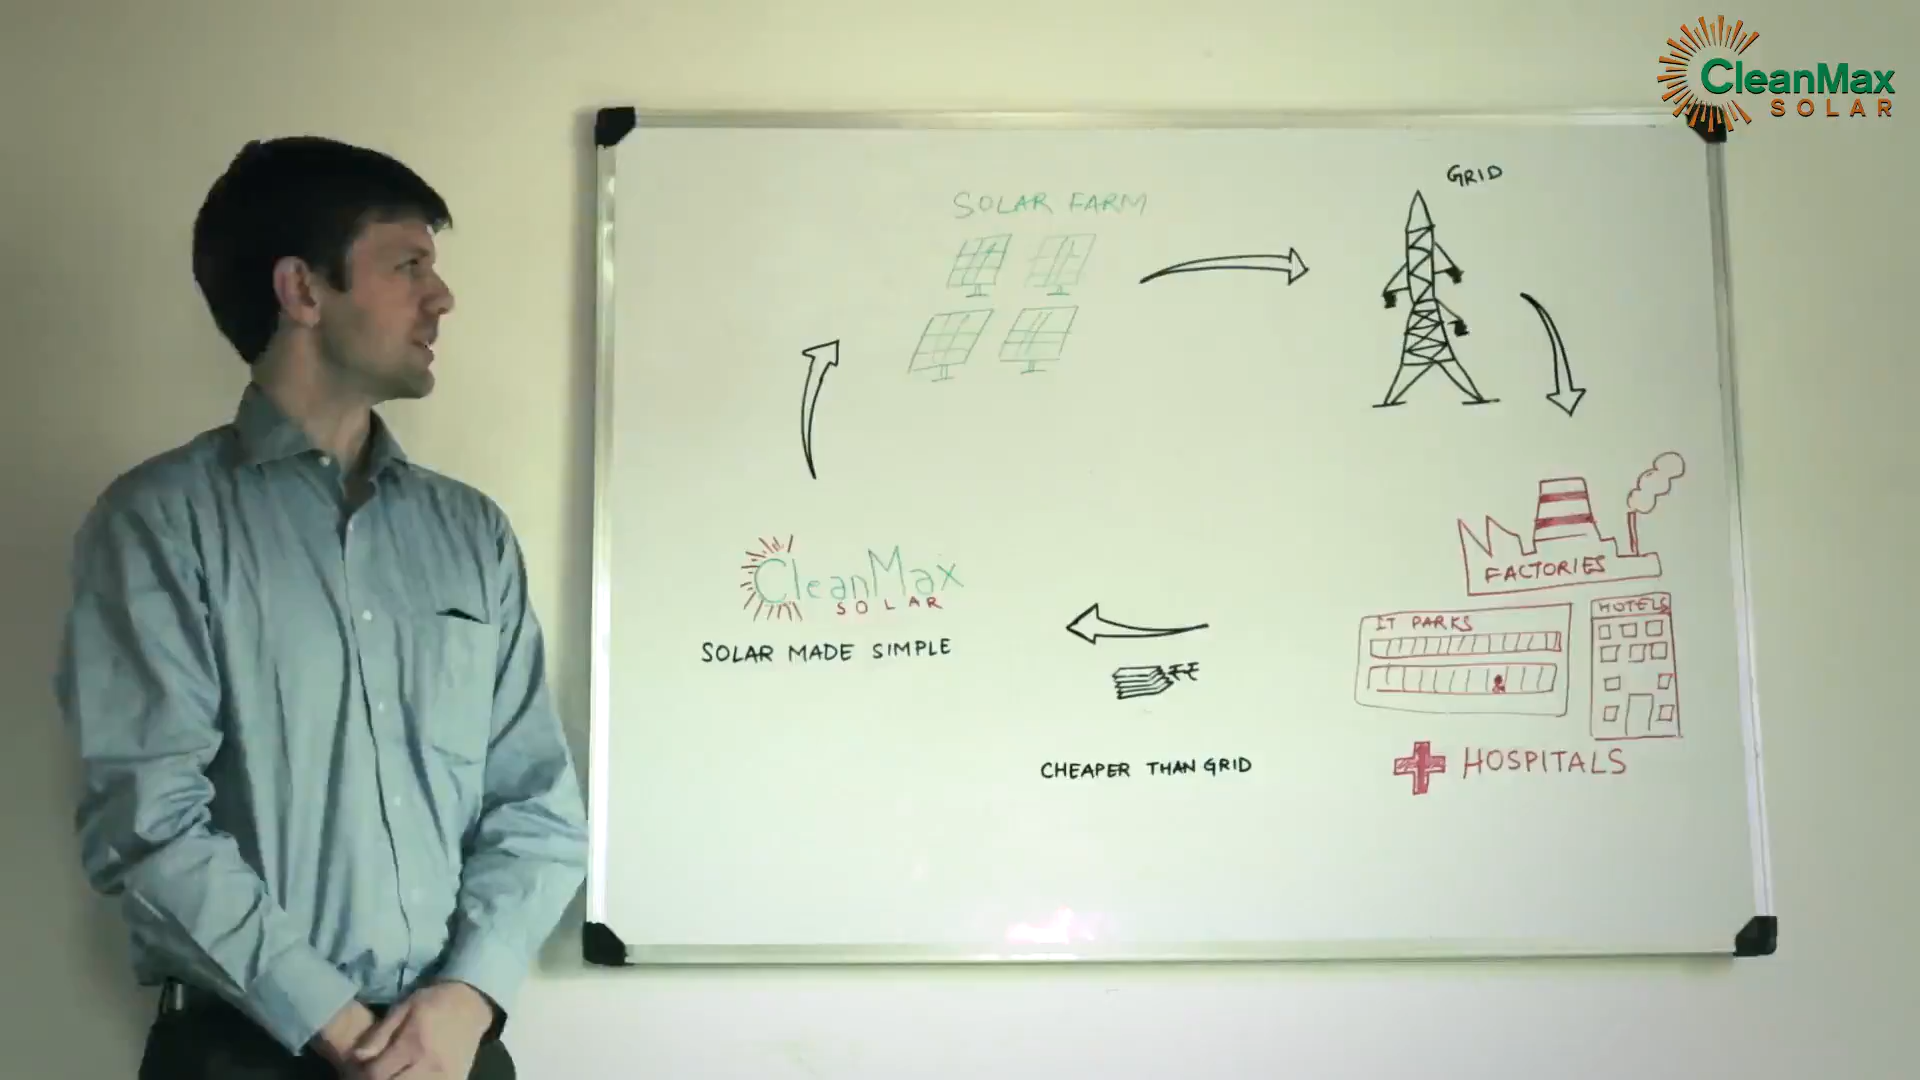 CleanMax
SOLAR
GRID
SOLAR FARM
FACTORIES
CleanMax
SOLAR
HOTELS
IT PARKS
SOLAR MADE SIMPLE
HOSPITALS
CHEAPER THAN GRID